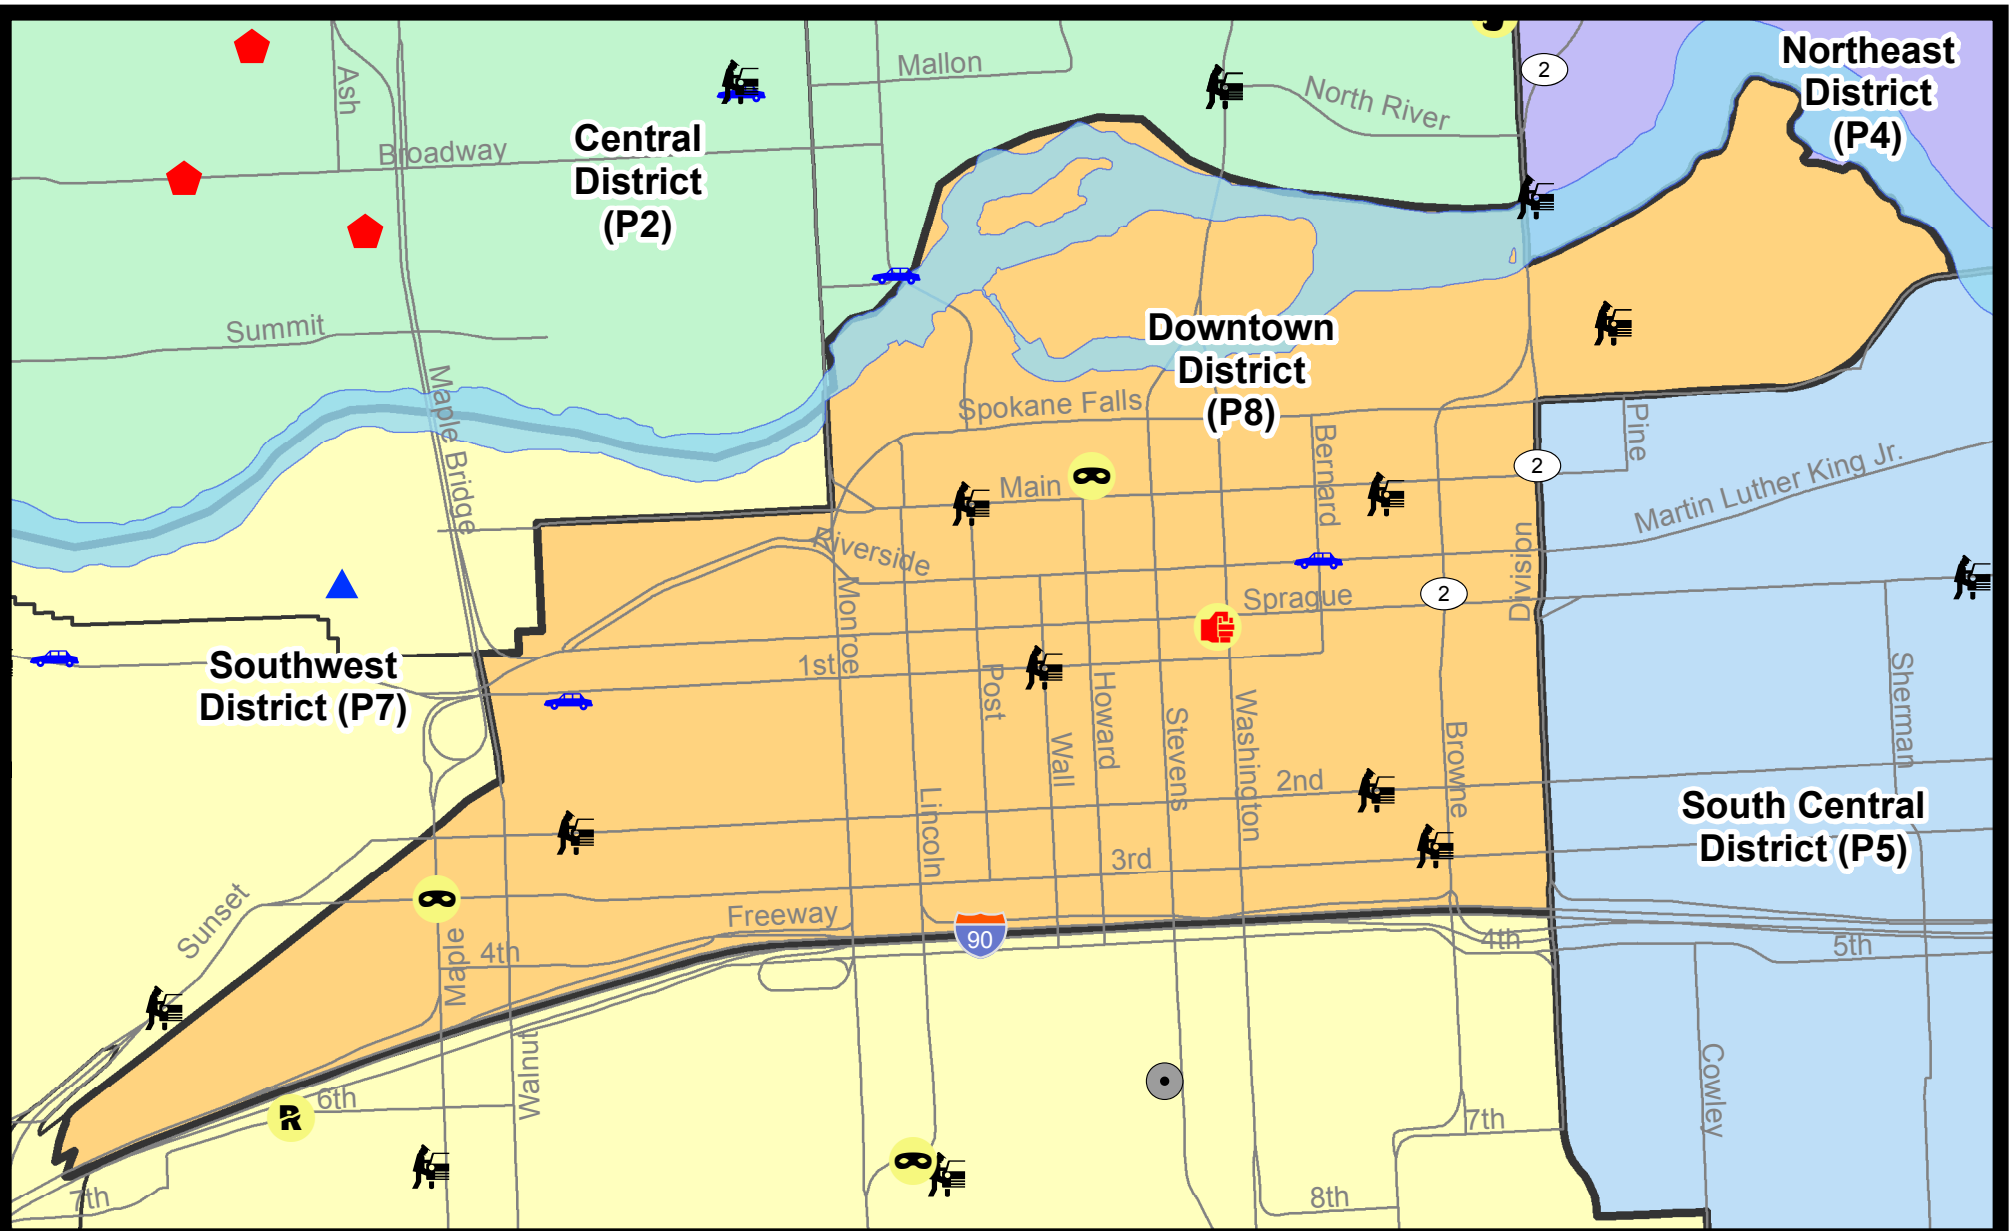 Northeast
District
(P4)
2
Mallon
Ash
North River
Central
District
(P2)
Broadway
Summit
Downtown
District
(P8)
Maple Bridge
Spokane Falls
Bernard
Pine
2
Main
Martin Luther King Jr.
Riverside
Division
Monroe
2
Sprague
Southwest
District (P7)
1st
Post
Howard
Wall
Stevens
Washington
Browne
Sherman
2nd
South Central
District (P5)
Lincoln
3rd
Sunset
Freeway
90
4th
4th
5th
Maple
Walnut
Cowley
R
6th
7th
7th
8th